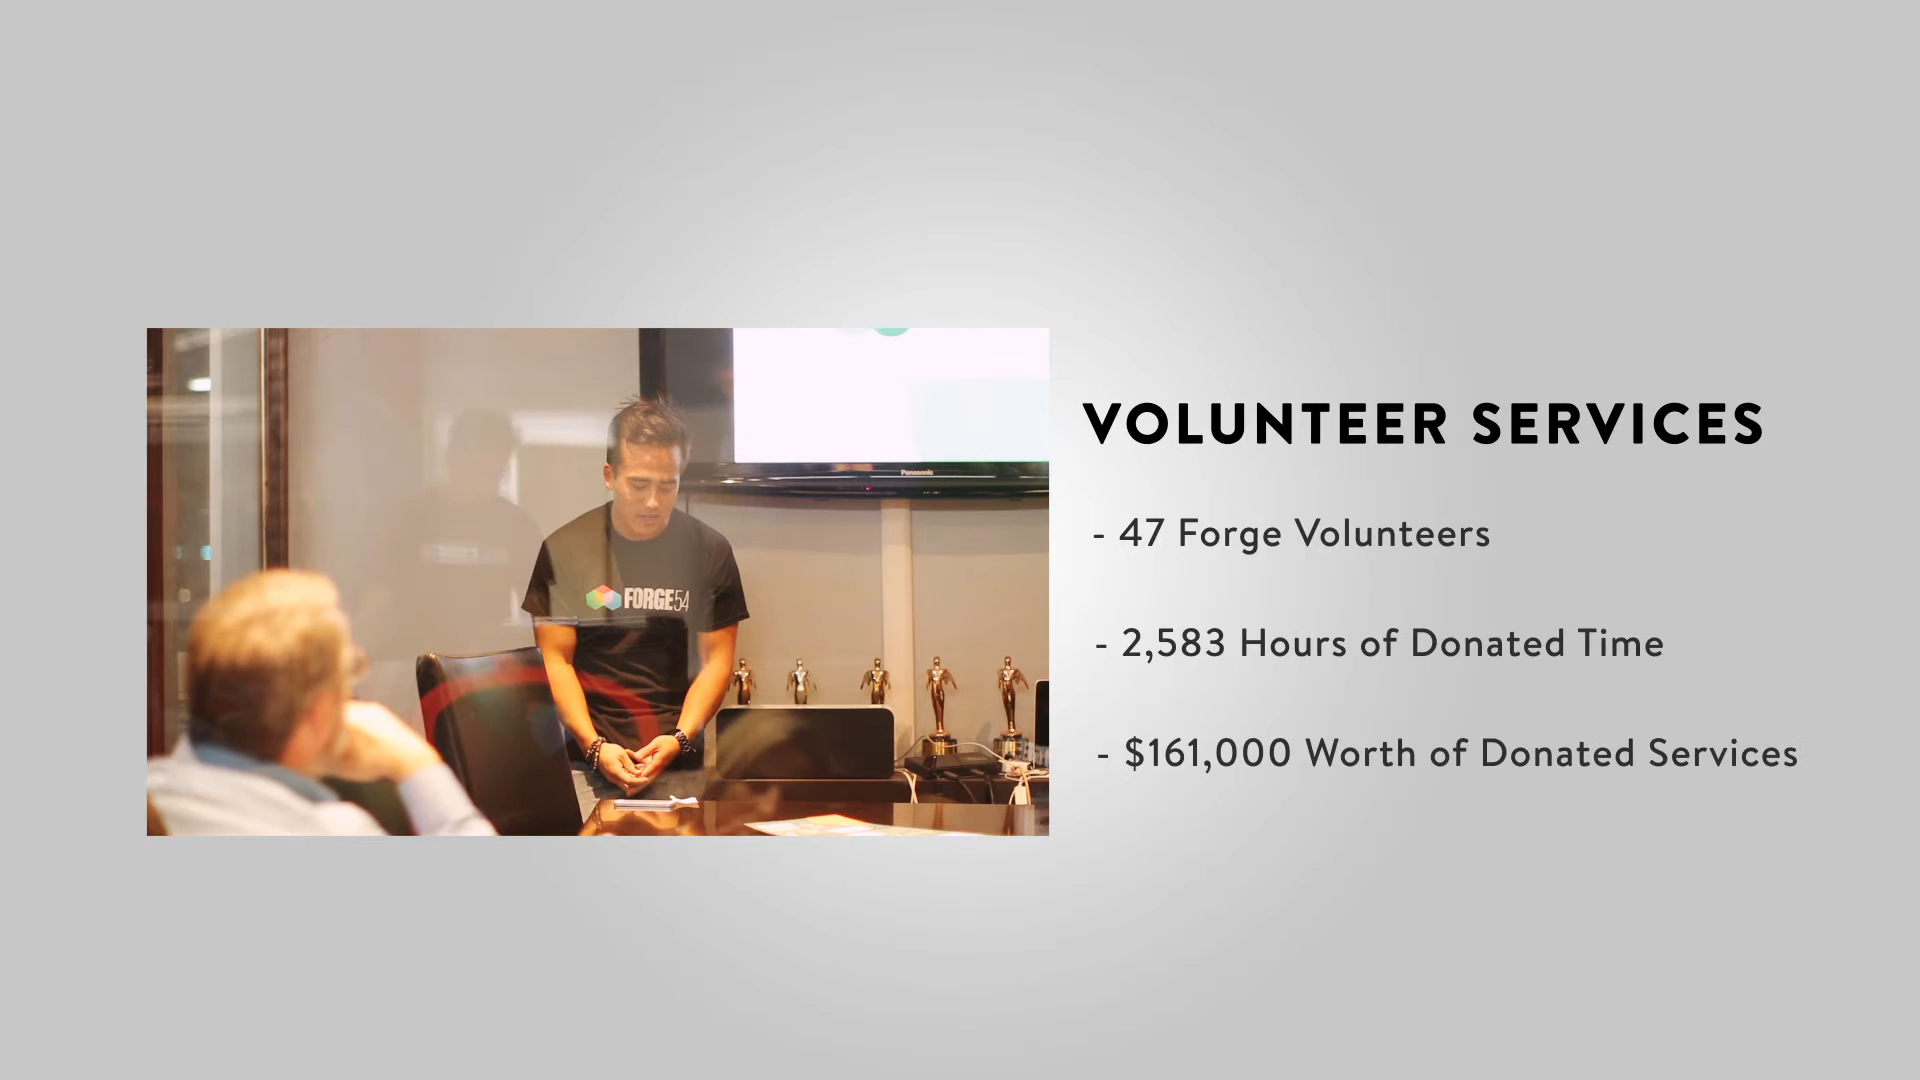 Panasonic
FORGE54
VOLUNTEER SERVICES
- 47 Forge Volunteers
- 2,583 Hours of Donated Time
- $161,000 Worth of Donated Services